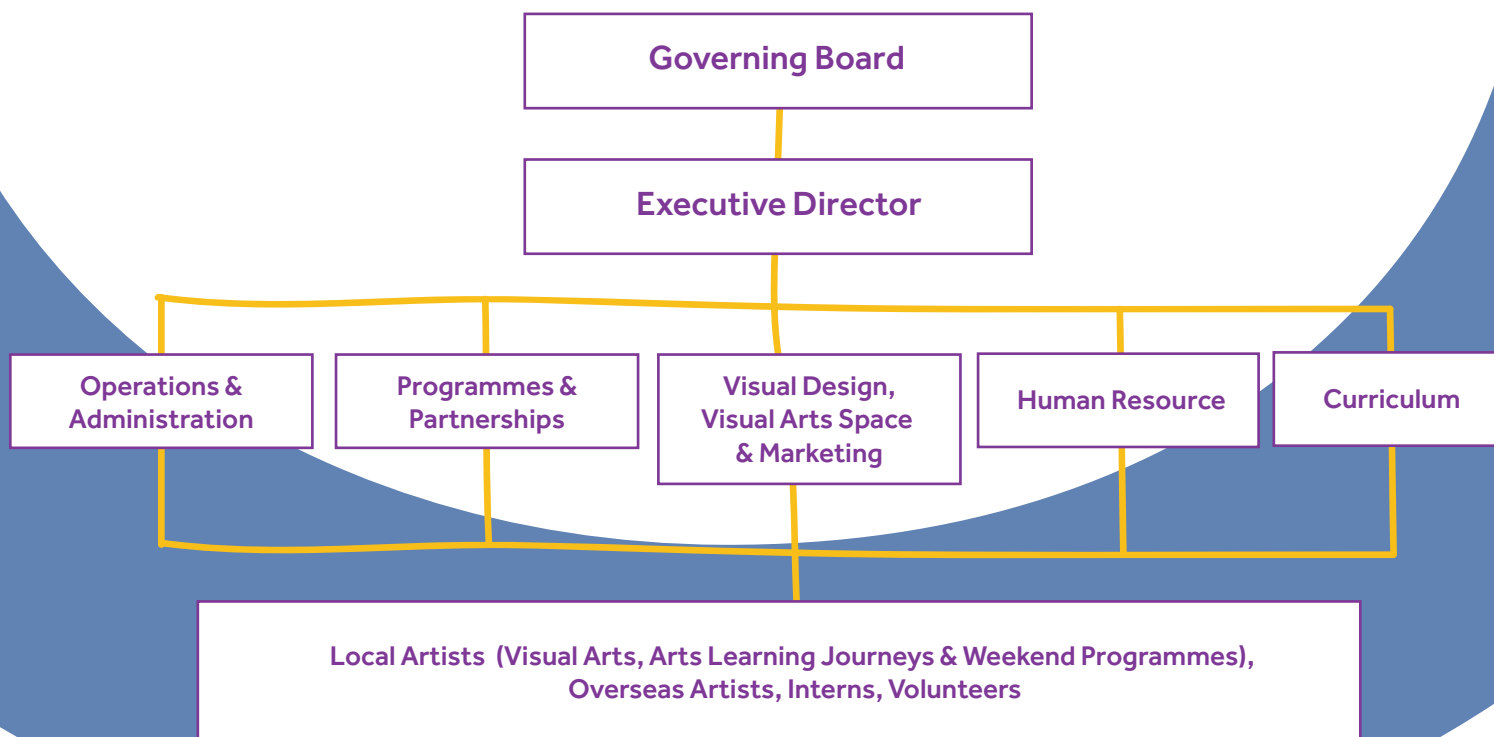 Governing Board
Executive Director
Operations &
Administration
Programmes &
Partnerships
Visual Design,
Visual Arts Space
& Marketing
Human Resource
Curriculum
Local Artists (Visual Arts, Arts Learning Journeys & Weekend Programmes),
Overseas Artists, Interns, Volunteers